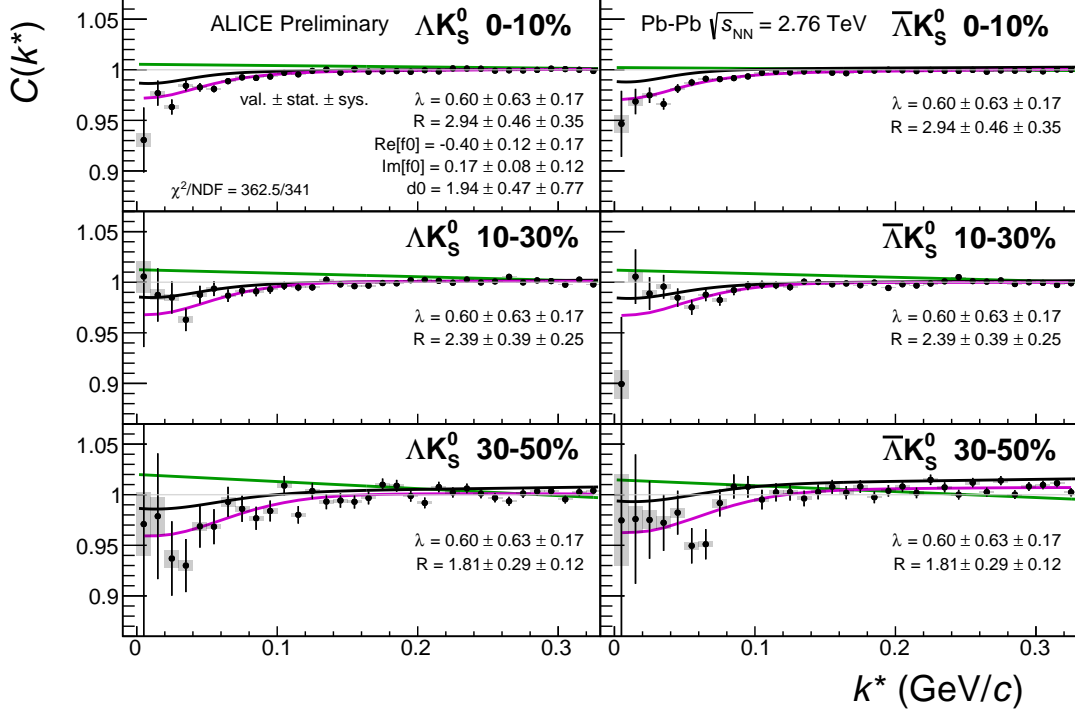 C(k*)
1.05
1
0.95
0.9
ALICE Preliminary ΛK⁰_S 0-10%
val. ± stat. ± sys.
λ = 0.60 ± 0.63 ± 0.17
R = 2.94 ± 0.46 ± 0.35
Re[f0] = -0.40 ± 0.12 ± 0.17
Im[f0] = 0.17 ± 0.08 ± 0.12
d0 = 1.94 ± 0.47 ± 0.77
χ²/NDF = 362.5/341
Pb-Pb √s_NN = 2.76 TeV Λ̅K⁰_S 0-10%
λ = 0.60 ± 0.63 ± 0.17
R = 2.94 ± 0.46 ± 0.35
1.05
1
0.95
0.9
ΛK⁰_S 10-30%
λ = 0.60 ± 0.63 ± 0.17
R = 2.39 ± 0.39 ± 0.25
Λ̅K⁰_S 10-30%
λ = 0.60 ± 0.63 ± 0.17
R = 2.39 ± 0.39 ± 0.25
1.05
1
0.95
0.9
ΛK⁰_S 30-50%
λ = 0.60 ± 0.63 ± 0.17
R = 1.81 ± 0.29 ± 0.12
Λ̅K⁰_S 30-50%
λ = 0.60 ± 0.63 ± 0.17
R = 1.81 ± 0.29 ± 0.12
0 0.1 0.2 0.3 0 0.1 0.2 0.3
k* (GeV/c)